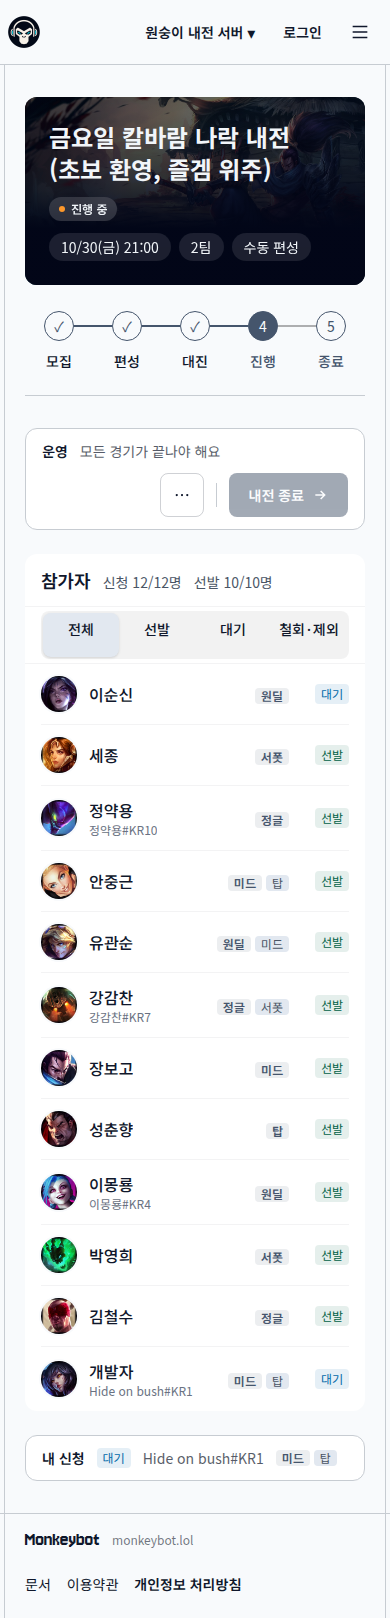 원숭이 내전 서버 ▾ 로그인
금요일 칼바람 나락 내전
(초보 환영, 즐겜 위주)
진행 중
10/30(금) 21:00 2팀 수동 편성
✓ ✓ ✓ 4 5
모집 편성 대진 진행 종료
운영 모든 경기가 끝나야 해요
··· 내전 종료 →
참가자 신청 12/12명 선발 10/10명
전체 선발 대기 철회·제외
이순신 원딜 대기
세종 서폿 선발
정약용 정글 선발
정약용#KR10
안중근 미드 탑 선발
유관순 원딜 미드 선발
강감찬 정글 서폿 선발
강감찬#KR7
장보고 미드 선발
성춘향 탑 선발
이몽룡 원딜 선발
이몽룡#KR4
박영희 서폿 선발
김철수 정글 선발
개발자 미드 탑 대기
Hide on bush#KR1
내 신청 대기 Hide on bush#KR1 미드 탑
Monkeybot monkeybot.lol
문서 이용약관 개인정보 처리방침